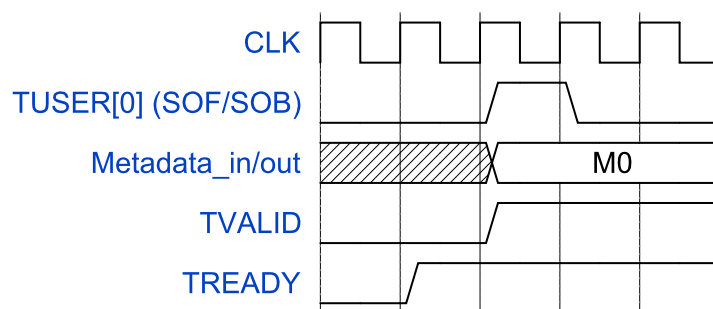 CLK
TUSER[0] (SOF/SOB)
Metadata_in/out
M0
TVALID
TREADY